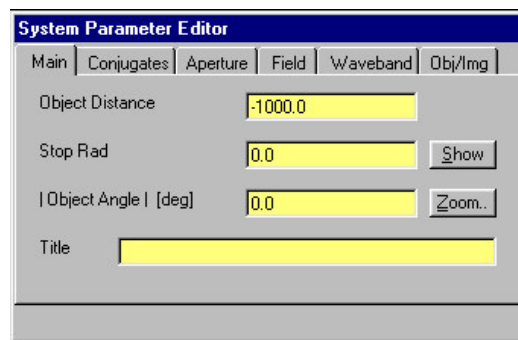 System Parameter Editor
Main Conjugates Aperture Field Waveband Obj/Img
Object Distance -1000.0
Stop Rad 0.0 Show
| Object Angle | [deg] 0.0 Zoom..
Title